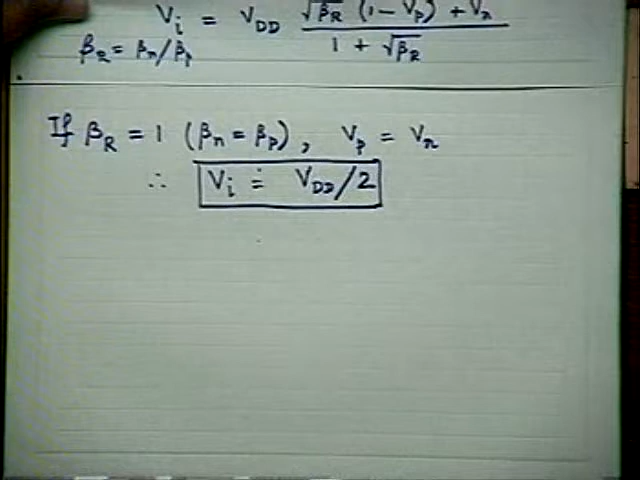 Vi = VDD √βR (1 - Vp) + Vn / 1 + √βR
βR = βn/βp
If βR = 1 (βn = βp), Vp = Vn
∴ Vi = VDD/2